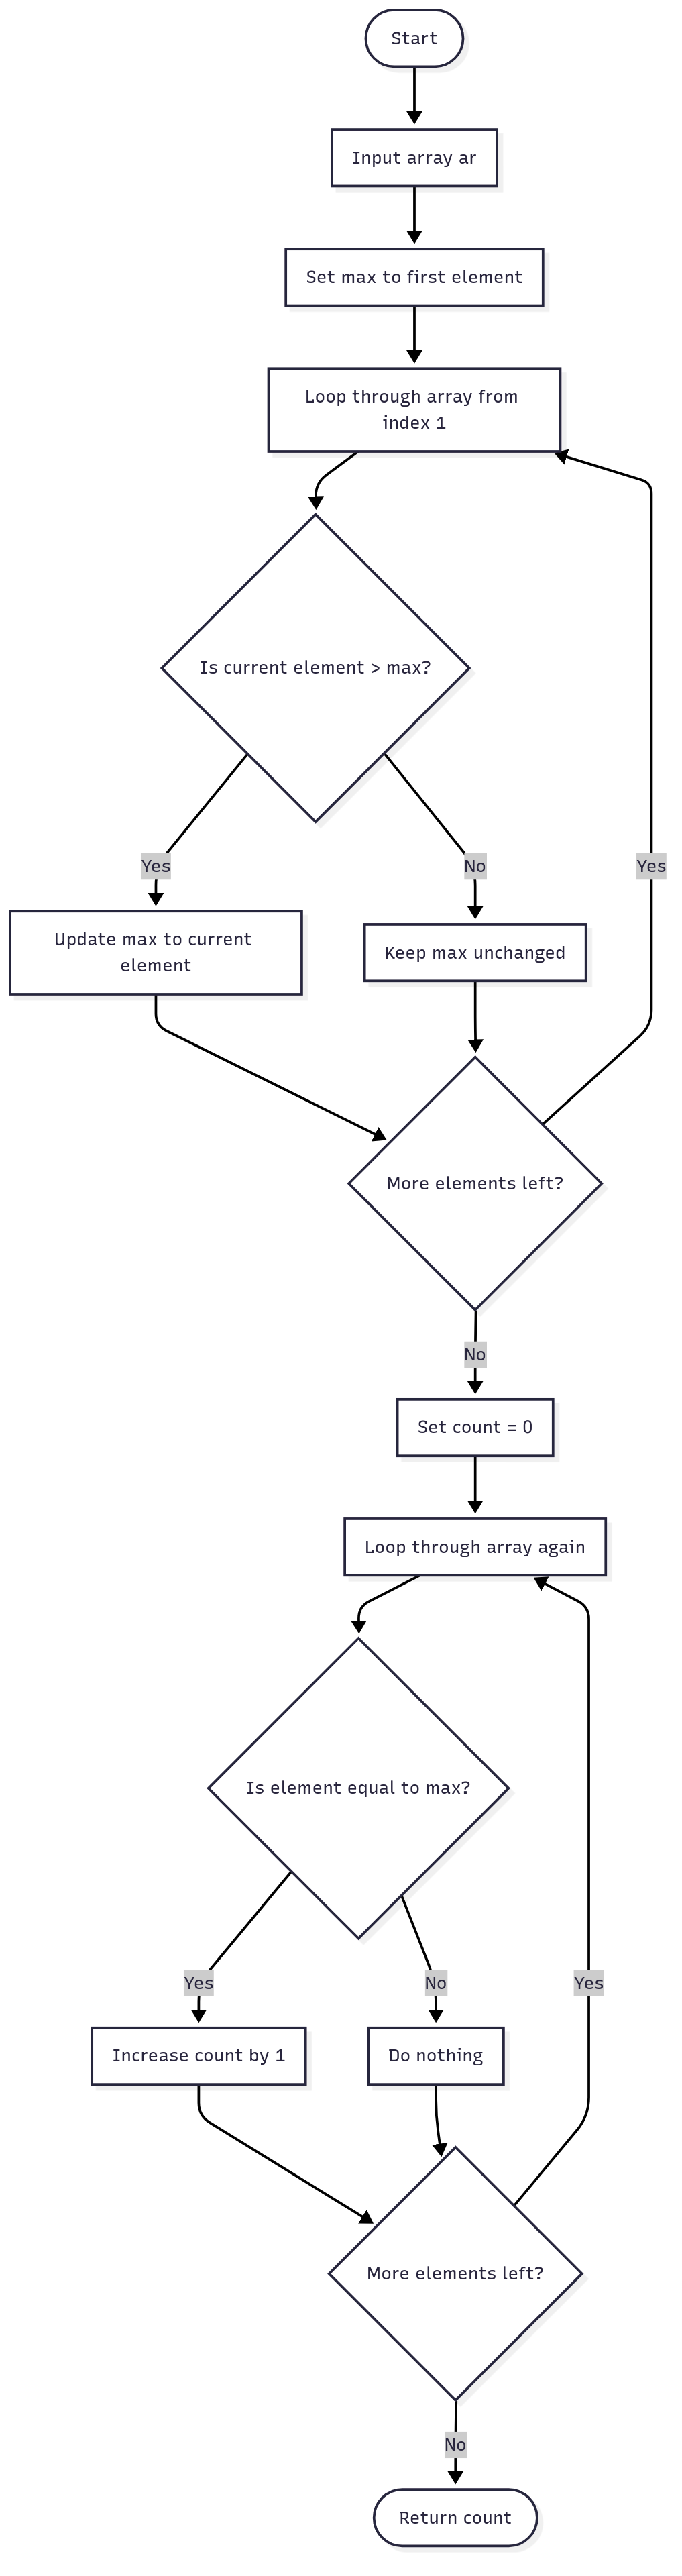 Start
Input array ar
Set max to first element
Loop through array from
index 1
Is current element > max?
Yes
No
Yes
Update max to current
element
Keep max unchanged
More elements left?
No
Set count = 0
Loop through array again
Is element equal to max?
Yes
No
Yes
Increase count by 1
Do nothing
More elements left?
No
Return count